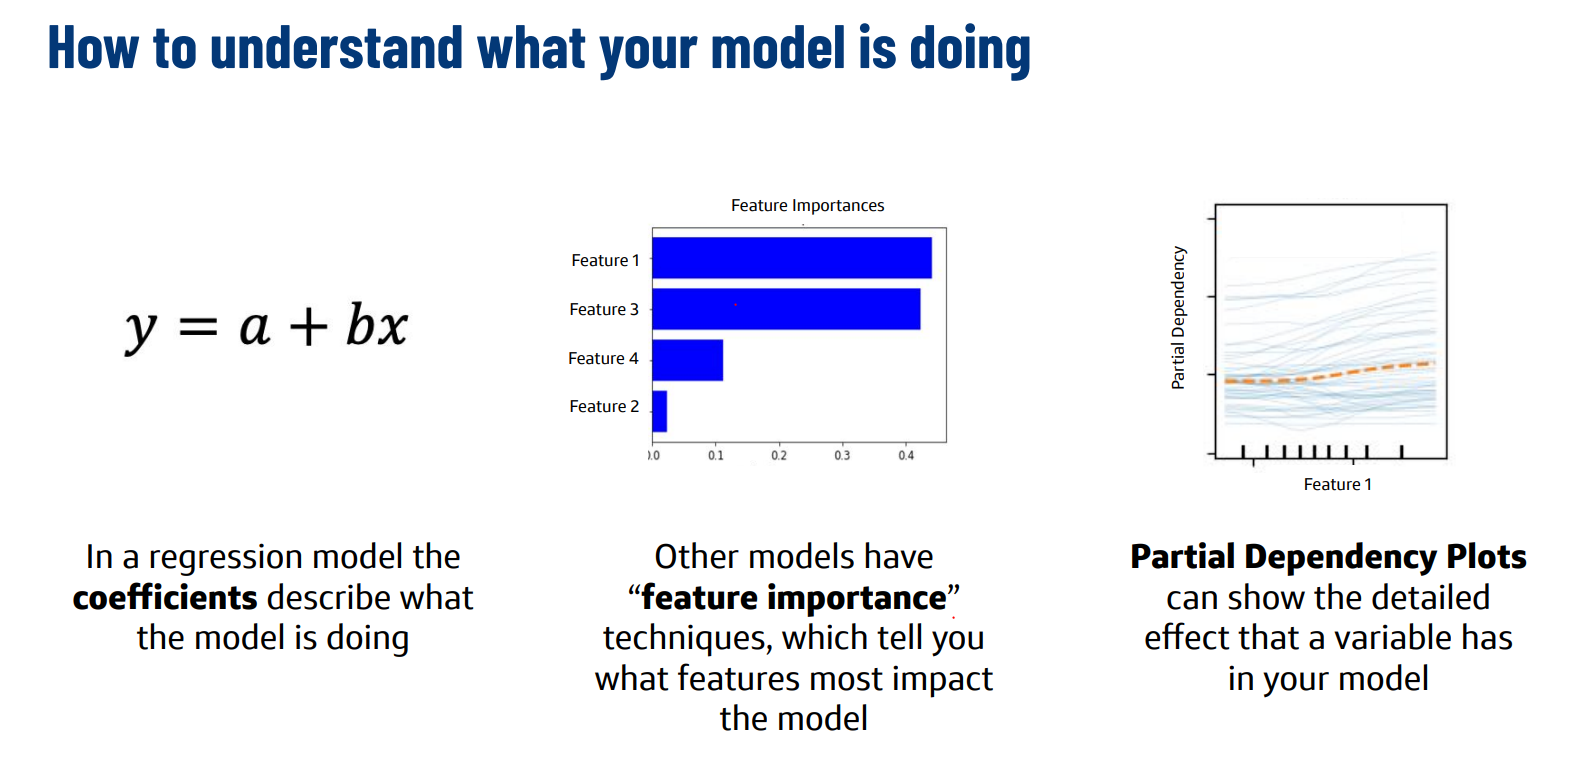 How to understand what your model is doing
y = a + bx
In a regression model the
coefficients describe what
the model is doing
Feature Importances
Feature 1
Feature 3
Feature 4
Feature 2
0.0 0.1 0.2 0.3 0.4
Other models have
“feature importance”
techniques, which tell you
what features most impact
the model
Partial Dependency
Feature 1
Partial Dependency Plots
can show the detailed
effect that a variable has
in your model